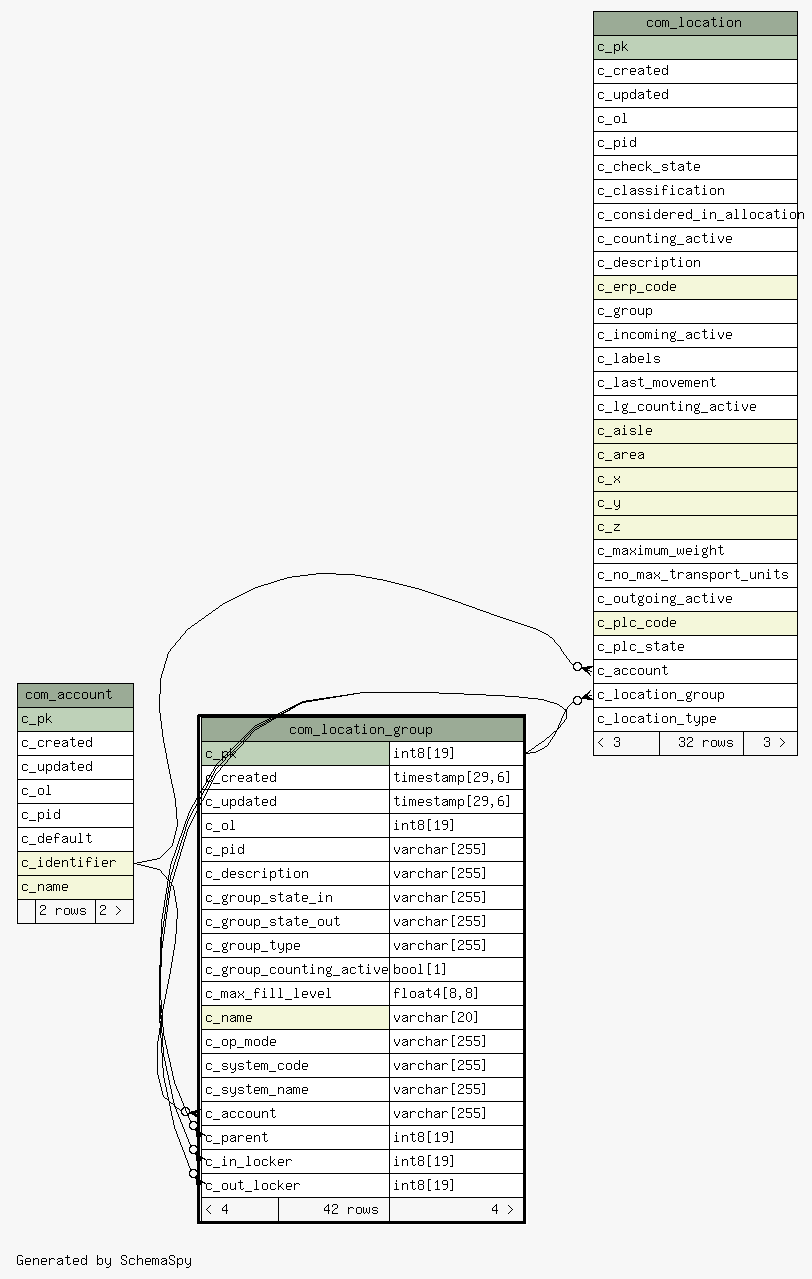 com_location
c_pk
c_created
c_updated
c_ol
c_pid
c_check_state
c_classification
c_considered_in_allocation
c_counting_active
c_description
c_erp_code
c_group
c_incoming_active
c_labels
c_last_movement
c_lg_counting_active
c_aisle
c_area
c_x
c_y
c_z
c_maximum_weight
c_no_max_transport_units
c_outgoing_active
c_plc_code
c_plc_state
c_account
c_location_group
c_location_type
< 3 32 rows 3 >
com_account
c_pk
c_created
c_updated
c_ol
c_pid
c_default
c_identifier
c_name
2 rows 2 >
com_location_group
c_pk int8[19]
c_created timestamp[29,6]
c_updated timestamp[29,6]
c_ol int8[19]
c_pid varchar[255]
c_description varchar[255]
c_group_state_in varchar[255]
c_group_state_out varchar[255]
c_group_type varchar[255]
c_group_counting_active bool[1]
c_max_fill_level float4[8,8]
c_name varchar[20]
c_op_mode varchar[255]
c_system_code varchar[255]
c_system_name varchar[255]
c_account varchar[255]
c_parent int8[19]
c_in_locker int8[19]
c_out_locker int8[19]
< 4 42 rows 4 >
Generated by SchemaSpy